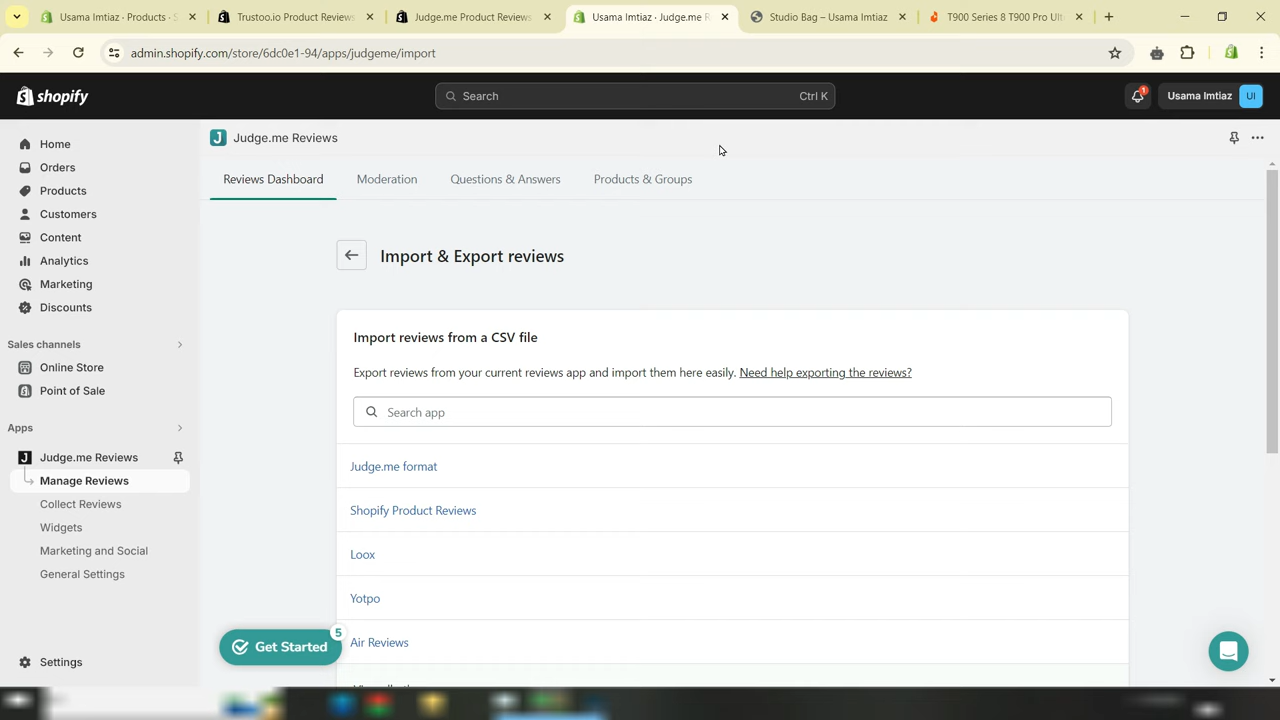 Usama Imtiaz · Products · S
Trustoo.io Product Reviews
Judge.me Product Reviews
Usama Imtiaz · Judge.me R
Studio Bag – Usama Imtiaz
T900 Series 8 T900 Pro Ult
admin.shopify.com/store/6dc0e1-94/apps/judgeme/import
shopify
Search
Ctrl K
1
Usama Imtiaz
UI
Home
Orders
Products
Customers
Content
Analytics
Marketing
Discounts
Sales channels
Online Store
Point of Sale
Apps
Judge.me Reviews
Manage Reviews
Collect Reviews
Widgets
Marketing and Social
General Settings
Settings
J Judge.me Reviews
Reviews Dashboard
Moderation
Questions & Answers
Products & Groups
Import & Export reviews
Import reviews from a CSV file
Export reviews from your current reviews app and import them here easily. Need help exporting the reviews?
Search app
Judge.me format
Shopify Product Reviews
Loox
Yotpo
Air Reviews
Get Started
5